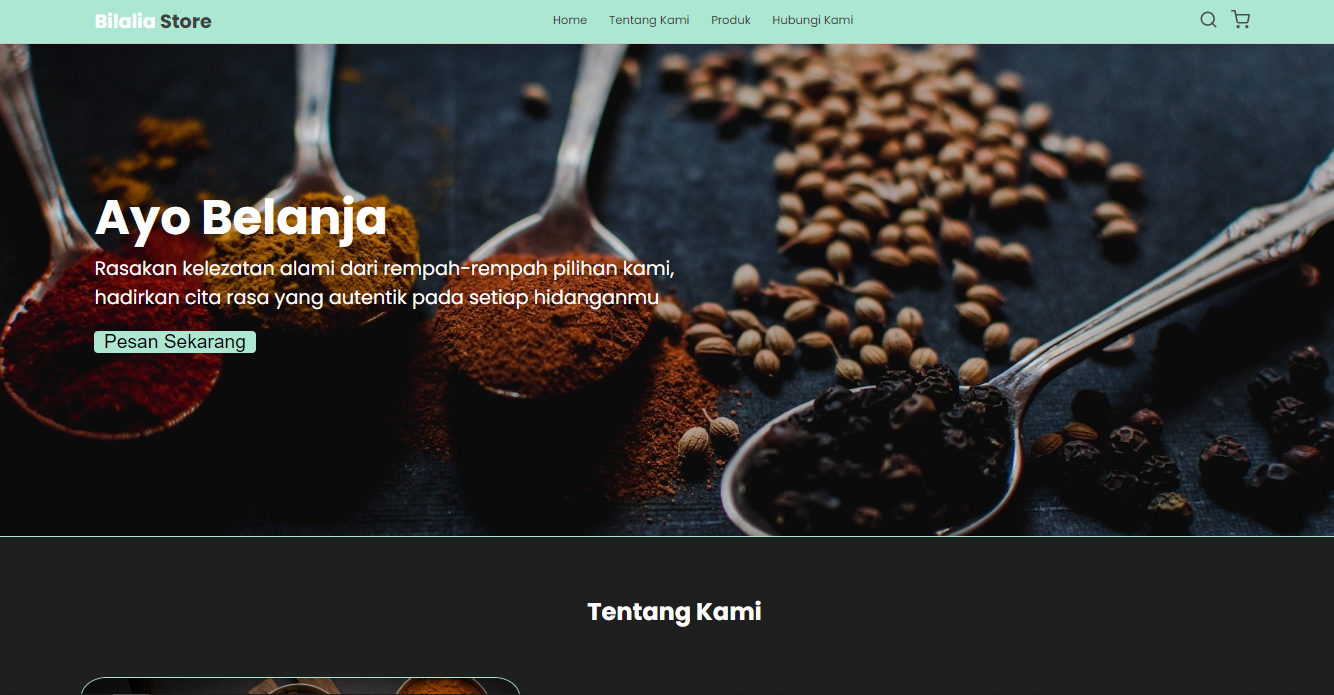 Bilalia Store
Home
Tentang Kami
Produk
Hubungi Kami
Ayo Belanja
Rasakan kelezatan alami dari rempah-rempah pilihan kami,
hadirkan cita rasa yang autentik pada setiap hidanganmu
Pesan Sekarang
Tentang Kami